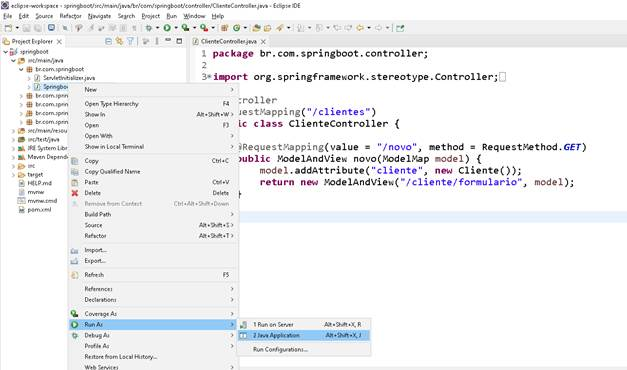 eclipse-workspace - springboot/src/main/java/br/com/springboot/controller/ClienteController.java - Eclipse IDE
File Edit Source Refactor Navigate Search Project Run Window Help
Project Explorer
springboot
src/main/java
br.com.springboot
ServletInitializer.java
Springboo
br.com.spring
br.com.sprin
br.com.sprin
br.com.sprin
src/main/resou
src/test/java
JRE System Libr
Maven Depende
src
target
HELP.md
mvnw
mvnw.cmd
pom.xml
New
Open Type Hierarchy F4
Show In Alt+Shift+W
Open F3
Open With
Show in Local Terminal
Copy Ctrl+C
Copy Qualified Name
Paste Ctrl+V
Delete Delete
Remove from Context Ctrl+Alt+Shift+Down
Build Path
Source Alt+Shift+S
Refactor Alt+Shift+T
Import...
Export...
Refresh F5
References
Declarations
Coverage As
Run As
Debug As
Profile As
Restore from Local History...
Web Services
1 Run on Server Alt+Shift+X, R
2 Java Application Alt+Shift+X, J
Run Configurations...
ClienteController.java
1 package br.com.springboot.controller;
2
3 import org.springframework.stereotype.Controller;
ntroller
uestMapping("/clientes")
ic class ClienteController {
@RequestMapping(value = "/novo", method = RequestMethod.GET)
public ModelAndView novo(ModelMap model) {
model.addAttribute("cliente", new Cliente());
return new ModelAndView("/cliente/formulario", model);
}